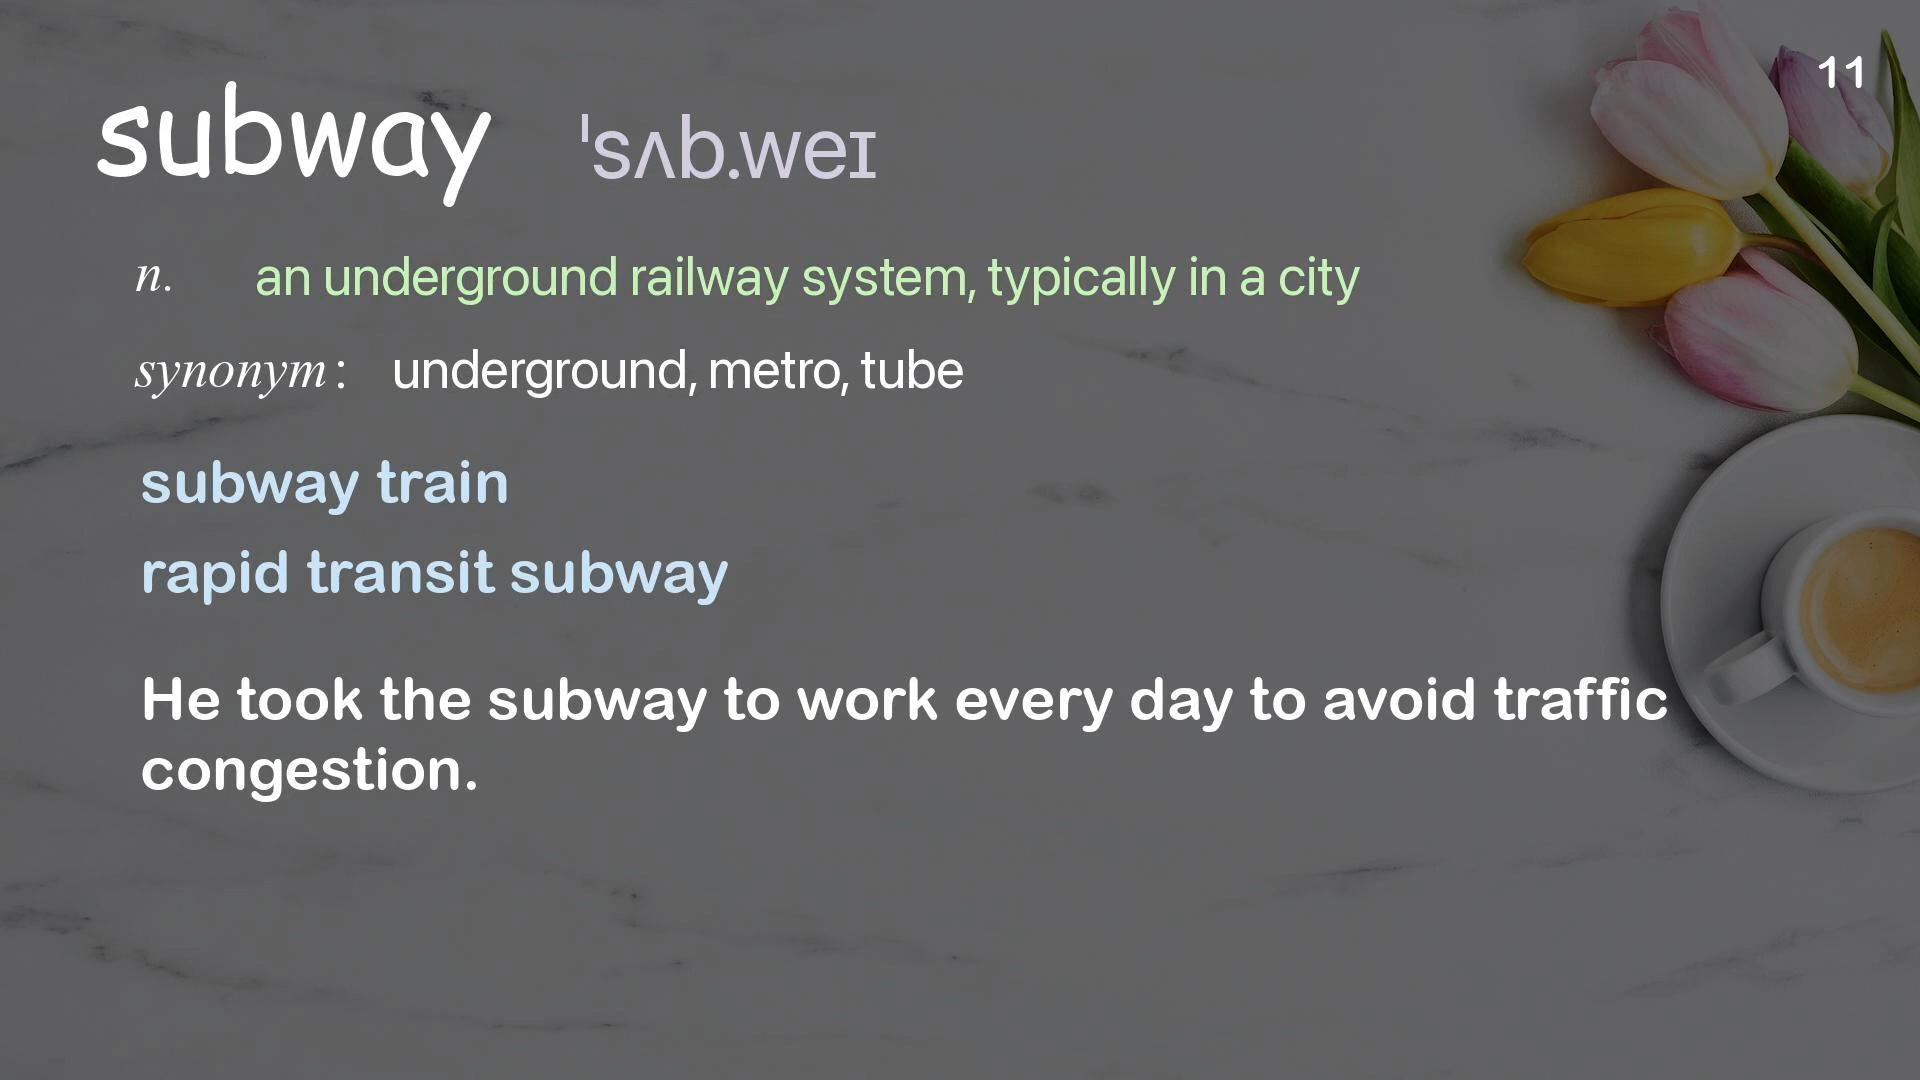 11
subway ˈsʌb.weɪ
n. an underground railway system, typically in a city
synonym: underground, metro, tube
subway train
rapid transit subway
He took the subway to work every day to avoid traffic
congestion.